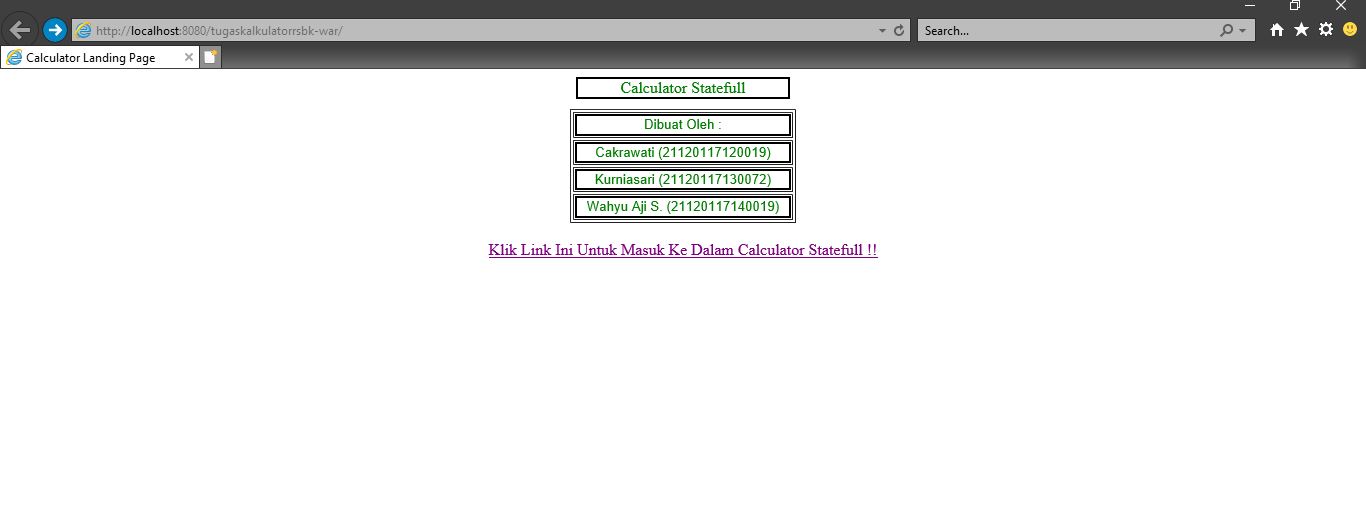 http://localhost:8080/tugaskalkulatorrsbk-war/
Search...
Calculator Landing Page
Calculator Statefull
Dibuat Oleh :
Cakrawati (21120117120019)
Kurniasari (21120117130072)
Wahyu Aji S. (21120117140019)
Klik Link Ini Untuk Masuk Ke Dalam Calculator Statefull !!